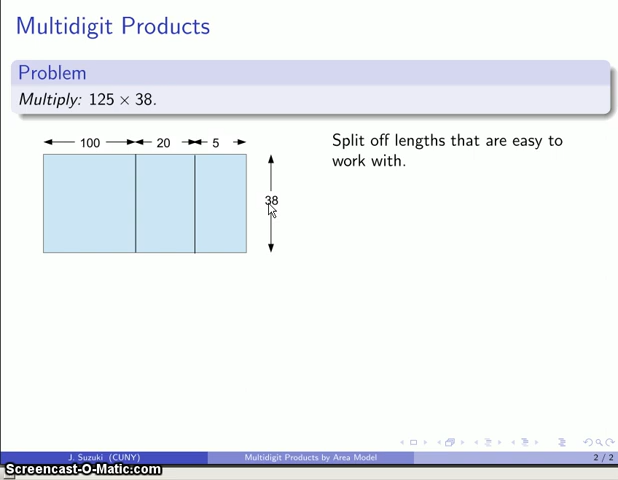 Multidigit Products
Problem
Multiply: 125 × 38.
100 20 5
38
Split off lengths that are easy to
work with.
J. Suzuki (CUNY) Multidigit Products by Area Model 2 / 2
Screencast-O-Matic.com